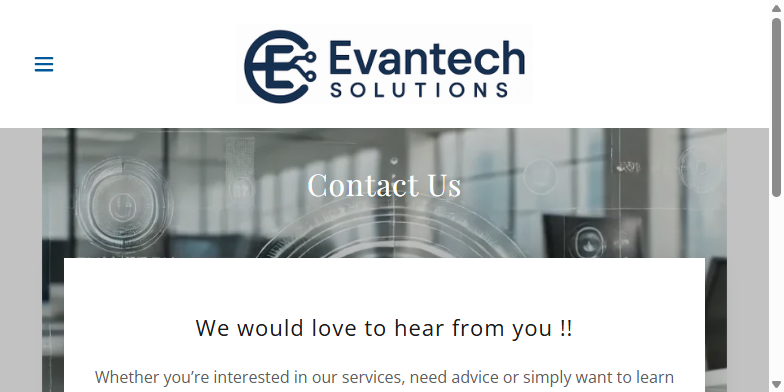 Evantech
SOLUTIONS
Contact Us
We would love to hear from you !!
Whether you’re interested in our services, need advice or simply want to learn